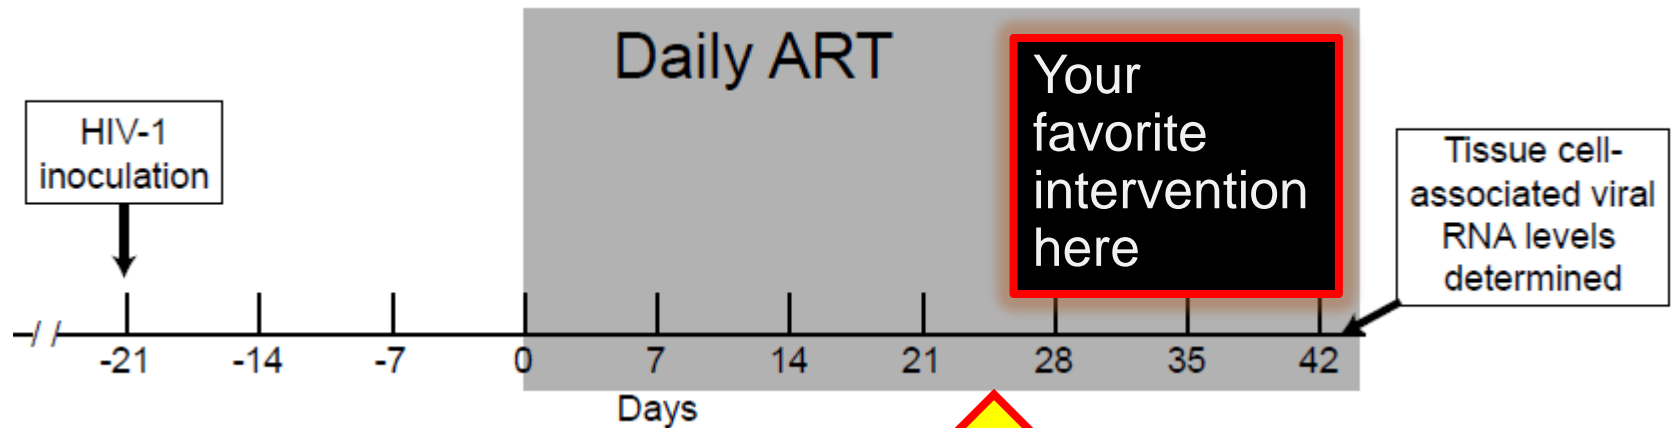 Daily ART
Your
favorite
intervention
here
HIV-1
inoculation
Tissue cell-
associated viral
RNA levels
determined
-21 -14 -7 0 7 14 21 28 35 42
Days